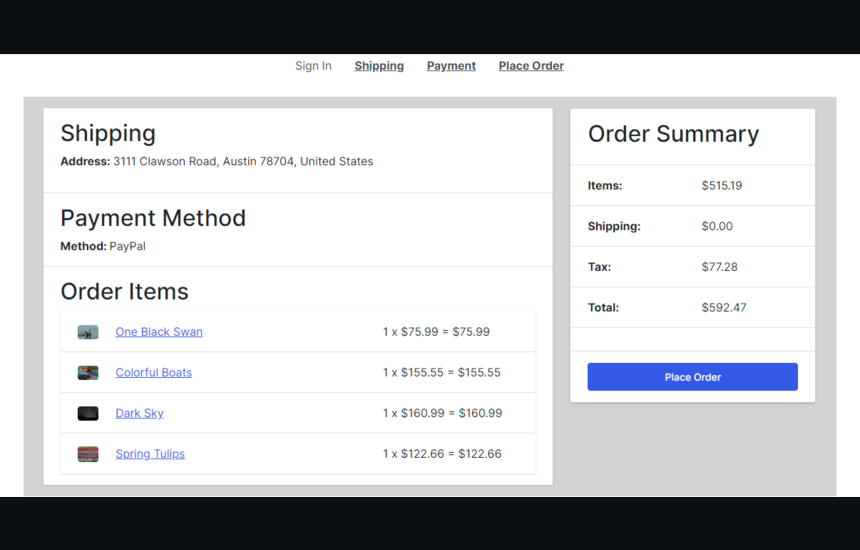 Sign In Shipping Payment Place Order
Shipping
Address: 3111 Clawson Road, Austin 78704, United States
Payment Method
Method: PayPal
Order Items
One Black Swan 1 x $75.99 = $75.99
Colorful Boats 1 x $155.55 = $155.55
Dark Sky 1 x $160.99 = $160.99
Spring Tulips 1 x $122.66 = $122.66
Order Summary
Items: $515.19
Shipping: $0.00
Tax: $77.28
Total: $592.47
Place Order